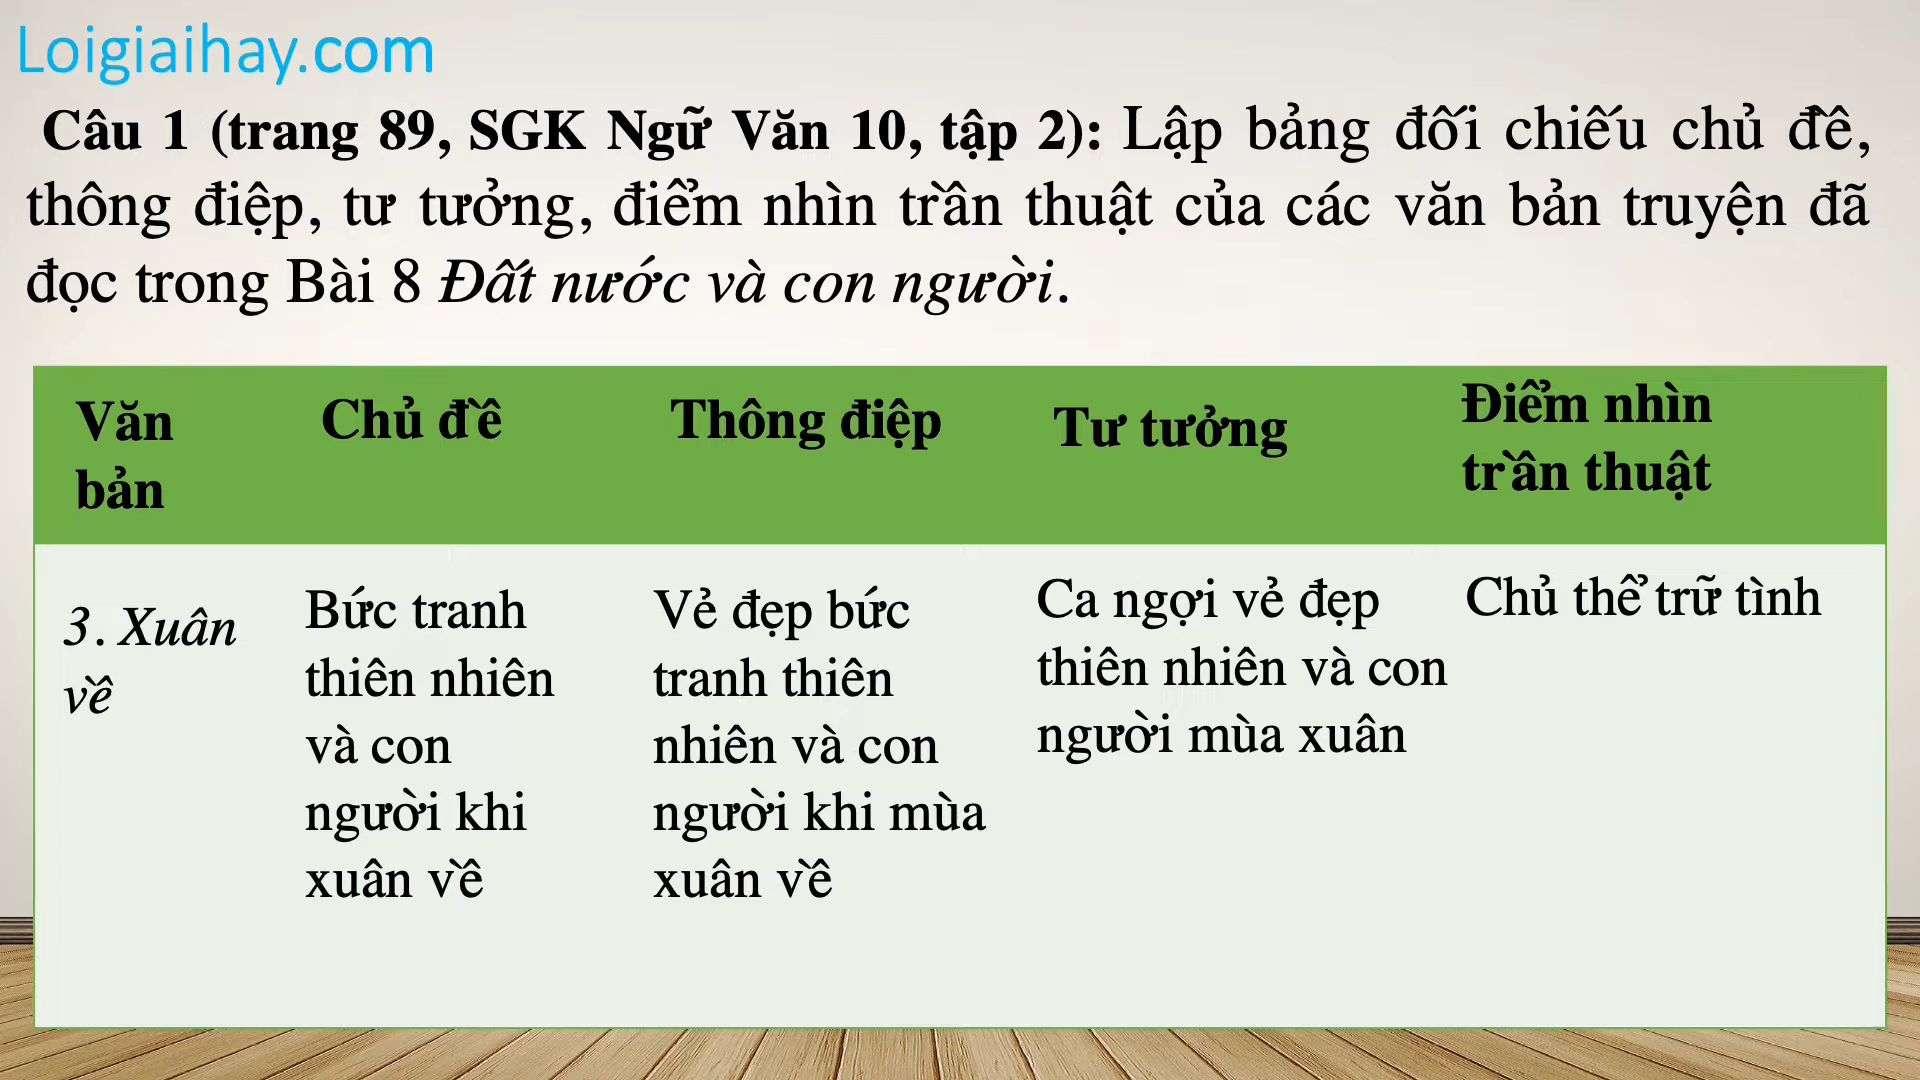 Loigiaihay.com
Câu 1 (trang 89, SGK Ngữ Văn 10, tập 2): Lập bảng đối chiếu chủ đề,
thông điệp, tư tưởng, điểm nhìn trần thuật của các văn bản truyện đã
đọc trong Bài 8 Đất nước và con người.
Văn
bản
Chủ đề
Thông điệp
Tư tưởng
Điểm nhìn
trần thuật
3. Xuân
về
Bức tranh
thiên nhiên
và con
người khi
xuân về
Vẻ đẹp bức
tranh thiên
nhiên và con
người khi mùa
xuân về
Ca ngợi vẻ đẹp
thiên nhiên và con
người mùa xuân
Chủ thể trữ tình